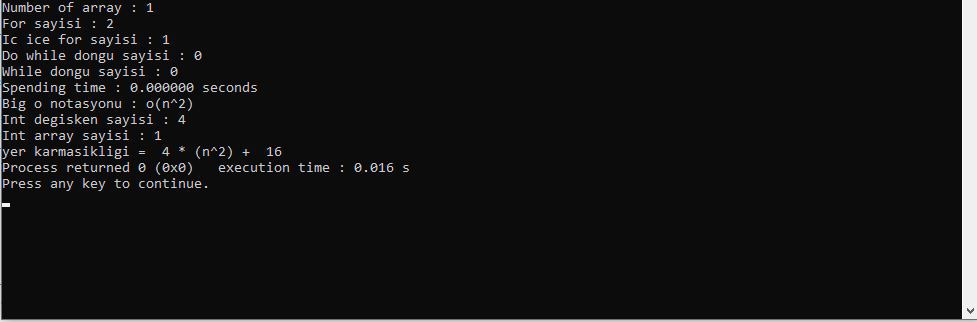 Number of array : 1
For sayisi : 2
Ic ice for sayisi : 1
Do while dongu sayisi : 0
While dongu sayisi : 0
Spending time : 0.000000 seconds
Big o notasyonu : o(n^2)
Int degisken sayisi : 4
Int array sayisi : 1
yer karmasikligi =  4 * (n^2) +  16
Process returned 0 (0x0)   execution time : 0.016 s
Press any key to continue.